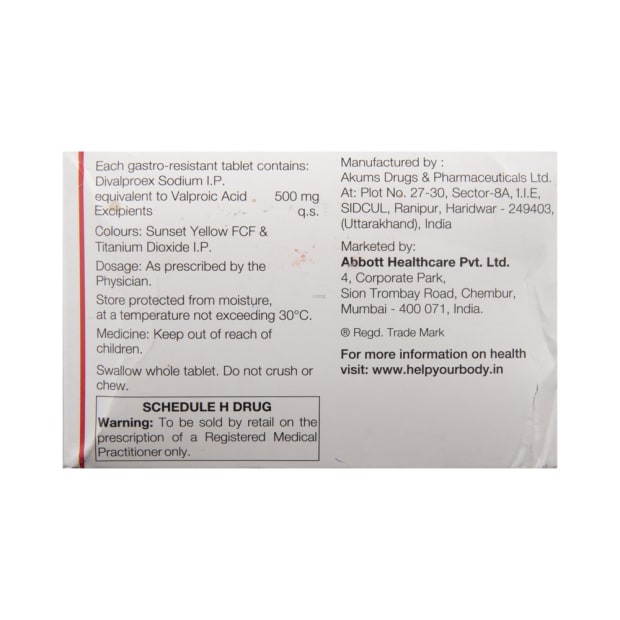 Each gastro-resistant tablet contains:
Divalproex Sodium I.P.
equivalent to Valproic Acid 500 mg
Excipients q.s.
Colours: Sunset Yellow FCF &
Titanium Dioxide I.P.
Dosage: As prescribed by the
Physician.
Store protected from moisture,
at a temperature not exceeding 30°C.
Medicine: Keep out of reach of
children.
Swallow whole tablet. Do not crush or
chew.
SCHEDULE H DRUG
Warning: To be sold by retail on the
prescription of a Registered Medical
Practitioner only.
Manufactured by :
Akums Drugs & Pharmaceuticals Ltd.
At: Plot No. 27-30, Sector-8A, 1.I.E,
SIDCUL, Ranipur, Haridwar - 249403,
(Uttarakhand), India
Marketed by:
Abbott Healthcare Pvt. Ltd.
4, Corporate Park,
Sion Trombay Road, Chembur,
Mumbai - 400 071, India.
® Regd. Trade Mark
For more information on health
visit: www.helpyourbody.in